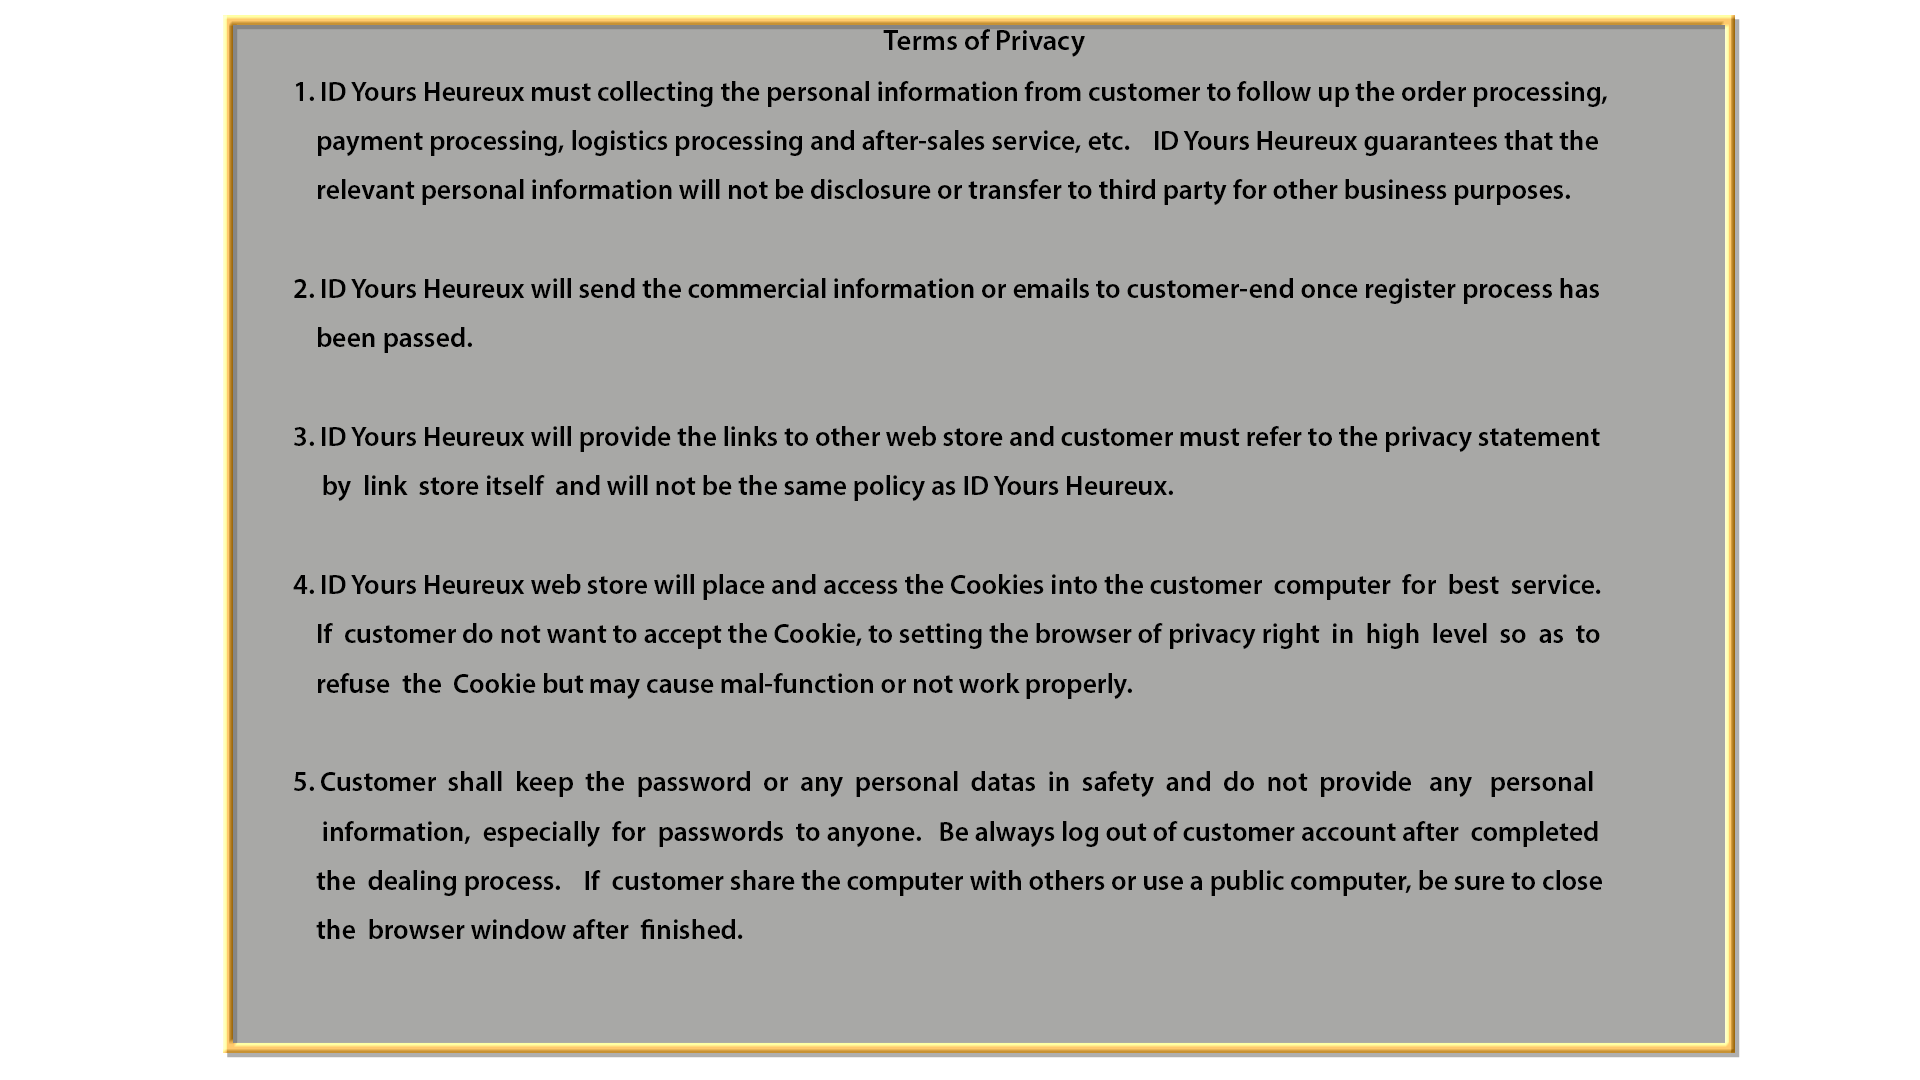 Terms of Privacy
1. ID Yours Heureux must collecting the personal information from customer to follow up the order processing,
payment processing, logistics processing and after-sales service, etc. ID Yours Heureux guarantees that the
relevant personal information will not be disclosure or transfer to third party for other business purposes.
2. ID Yours Heureux will send the commercial information or emails to customer-end once register process has
been passed.
3. ID Yours Heureux will provide the links to other web store and customer must refer to the privacy statement
by link store itself and will not be the same policy as ID Yours Heureux.
4. ID Yours Heureux web store will place and access the Cookies into the customer computer for best service.
If customer do not want to accept the Cookie, to setting the browser of privacy right in high level so as to
refuse the Cookie but may cause mal-function or not work properly.
5. Customer shall keep the password or any personal datas in safety and do not provide any personal
information, especially for passwords to anyone. Be always log out of customer account after completed
the dealing process. If customer share the computer with others or use a public computer, be sure to close
the browser window after finished.